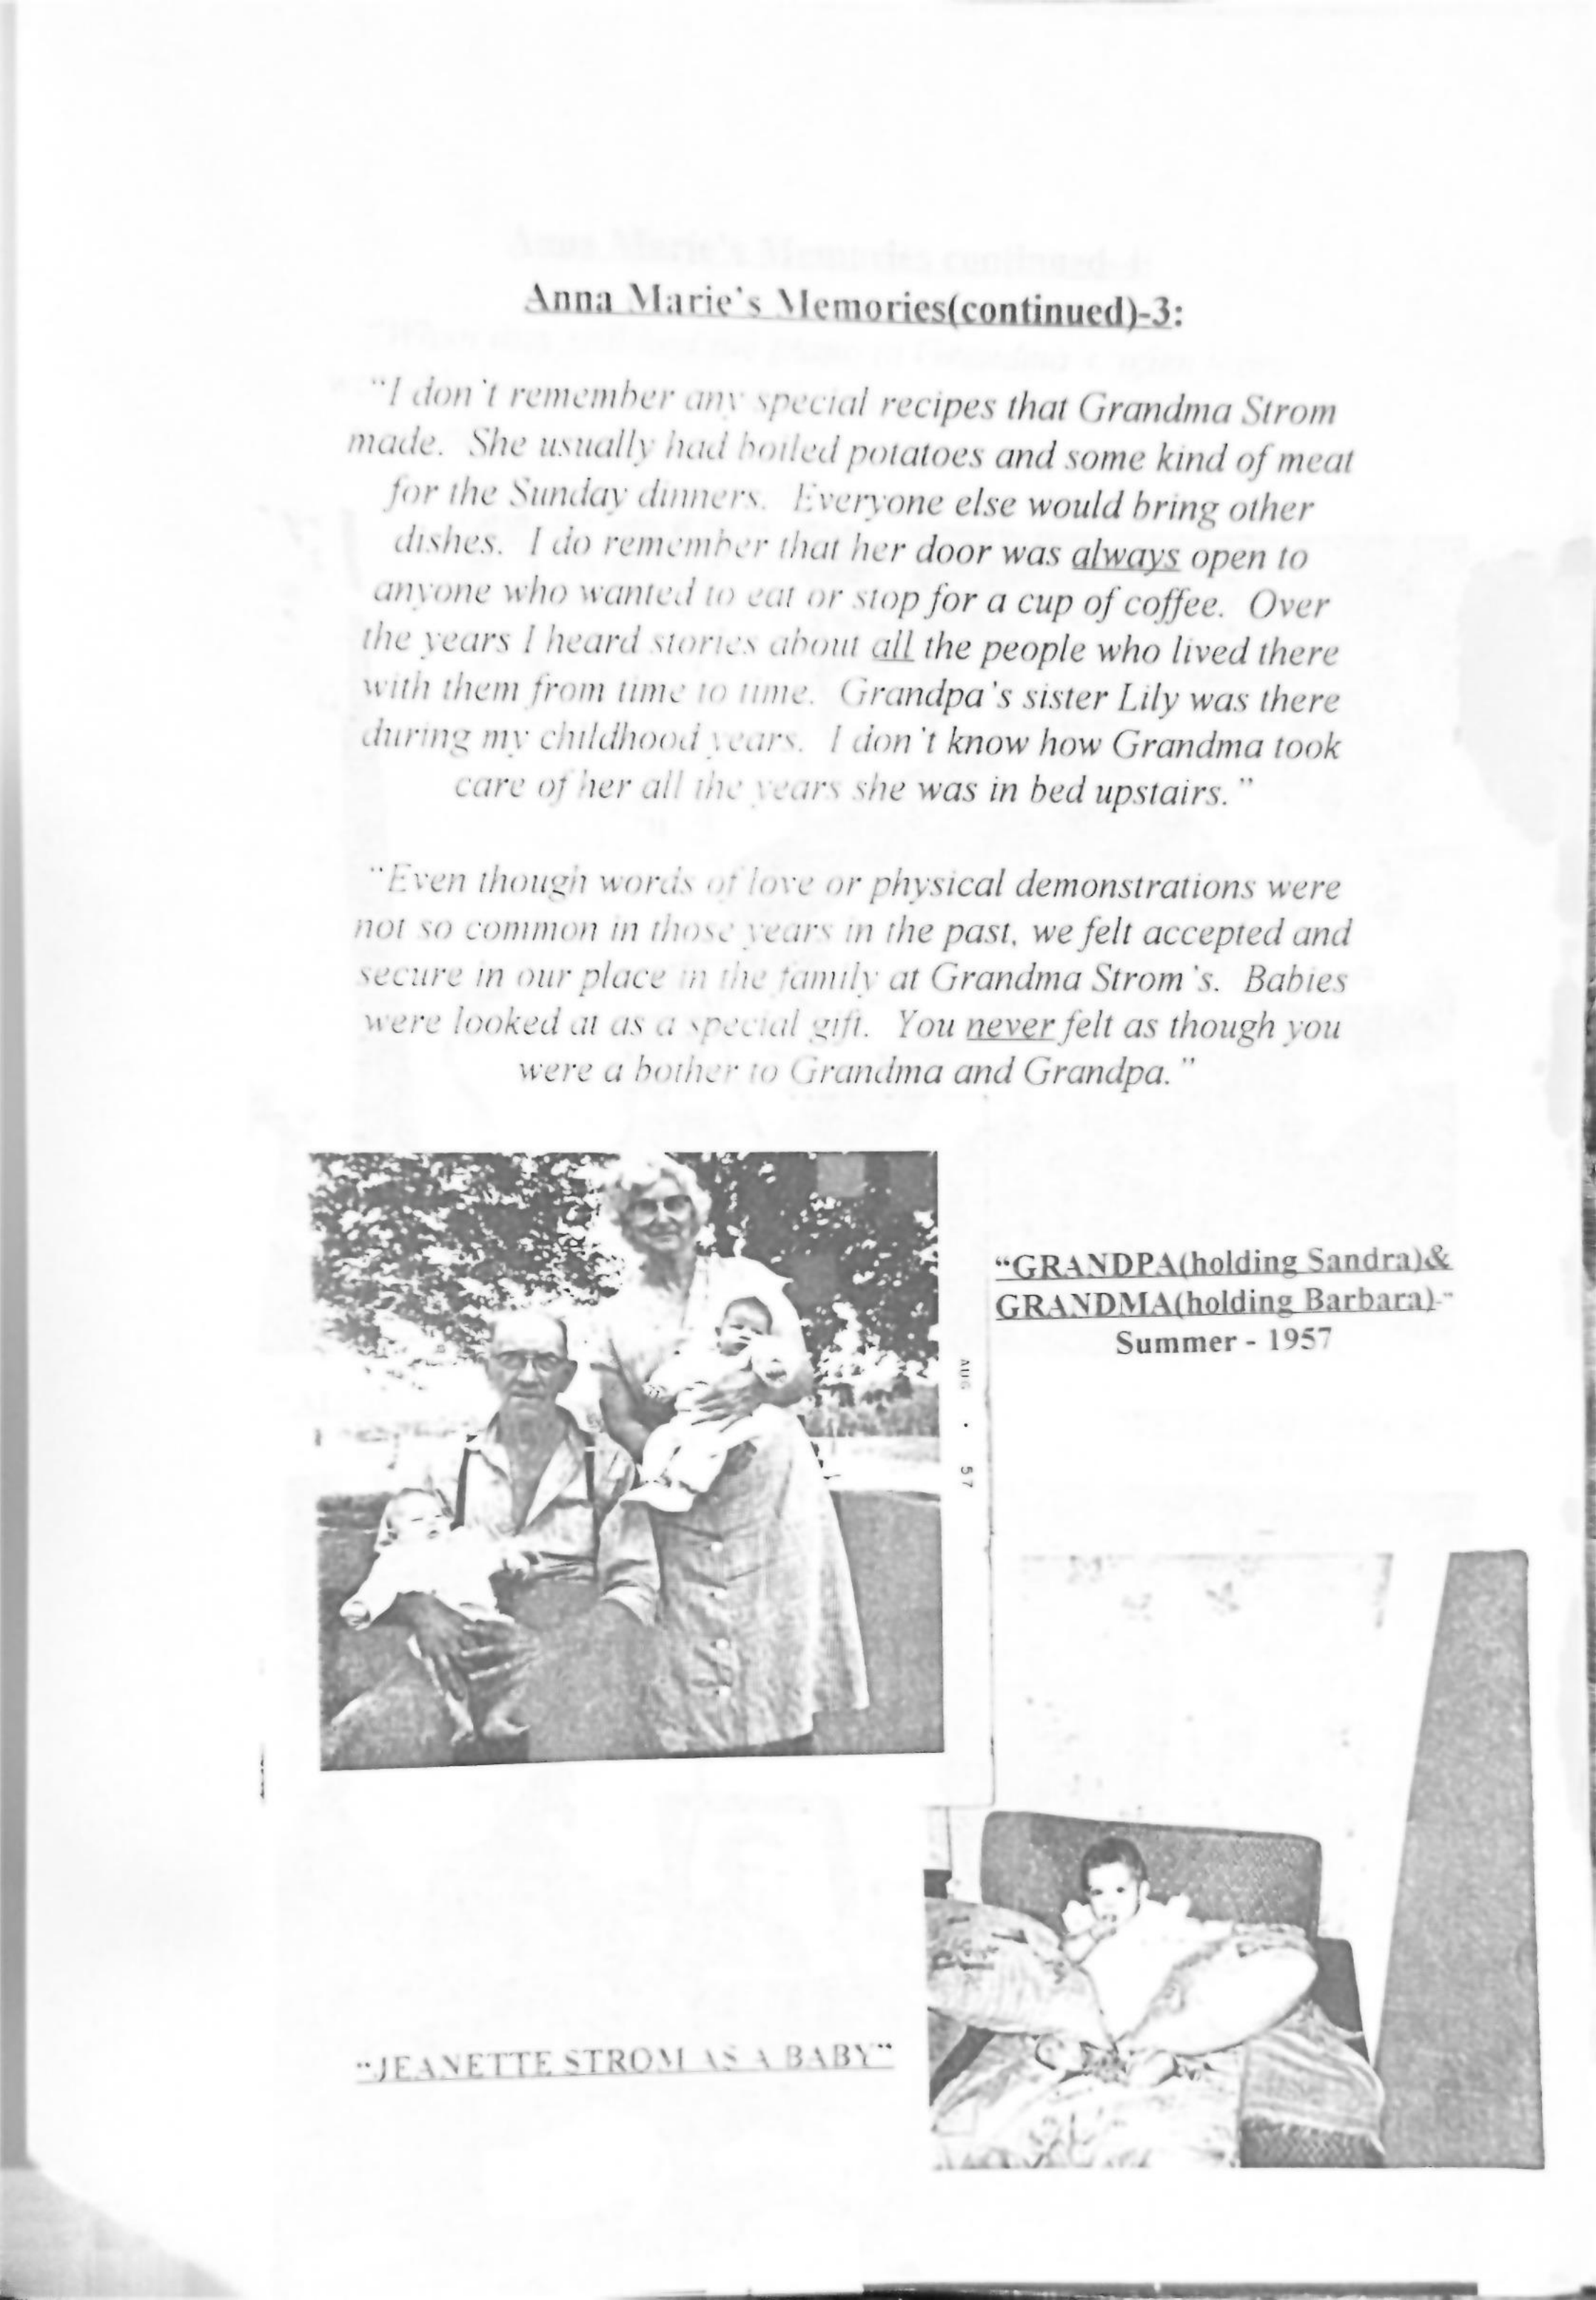 Anna Marie's Memories(continued)-3:
"I don't remember any special recipes that Grandma Strom
made. She usually had boiled potatoes and some kind of meat
for the Sunday dinners. Everyone else would bring other
dishes. I do remember that her door was always open to
anyone who wanted to eat or stop for a cup of coffee. Over
the years I heard stories about all the people who lived there
with them from time to time. Grandpa's sister Lily was there
during my childhood years. I don't know how Grandma took
care of her all the years she was in bed upstairs."
"Even though words of love or physical demonstrations were
not so common in those years in the past, we felt accepted and
secure in our place in the family at Grandma Strom's. Babies
were looked at as a special gift. You never felt as though you
were a bother to Grandma and Grandpa."
"GRANDPA(holding Sandra)&
GRANDMA(holding Barbara)"
Summer - 1957
AUG • 57
"JEANETTE STROM AS A BABY"